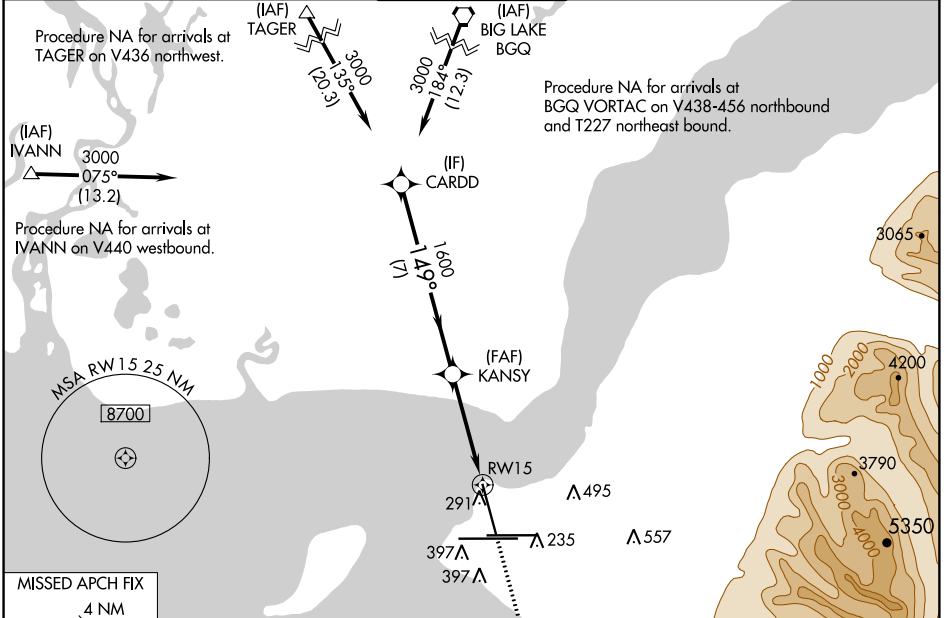 Procedure NA for arrivals at
TAGER on V436 northwest.
(IAF)
TAGER
3000
135°
(20.3)
(IAF)
BIG LAKE
BGQ
3000
184°
(12.3)
Procedure NA for arrivals at
BGQ VORTAC on V438-456 northbound
and T227 northeast bound.
(IAF)
IVANN
3000
075°
(13.2)
Procedure NA for arrivals at
IVANN on V440 westbound.
(IF)
CARDD
1600
149°
(7)
3065
(FAF)
KANSY
MSA RW15 25 NM
8700
1000
2000
4200
RW15
291
495
3790
3000
4000
5350
397
235
557
397
MISSED APCH FIX
4 NM